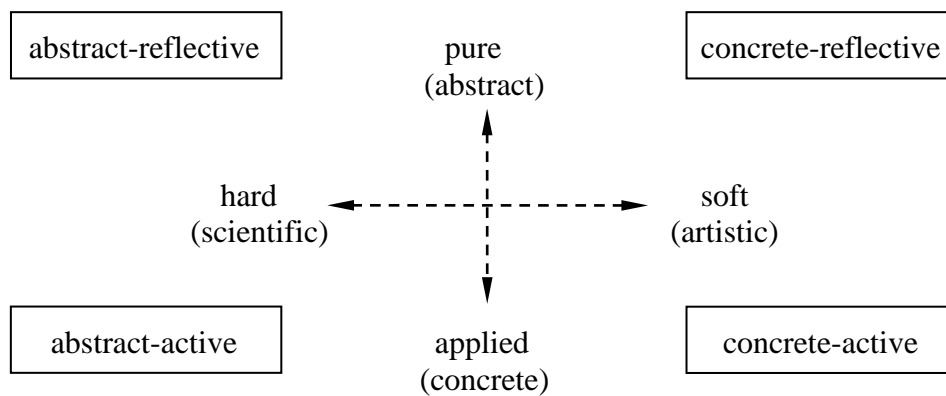 abstract-reflective
pure
(abstract)
concrete-reflective
hard
(scientific)
soft
(artistic)
abstract-active
applied
(concrete)
concrete-active